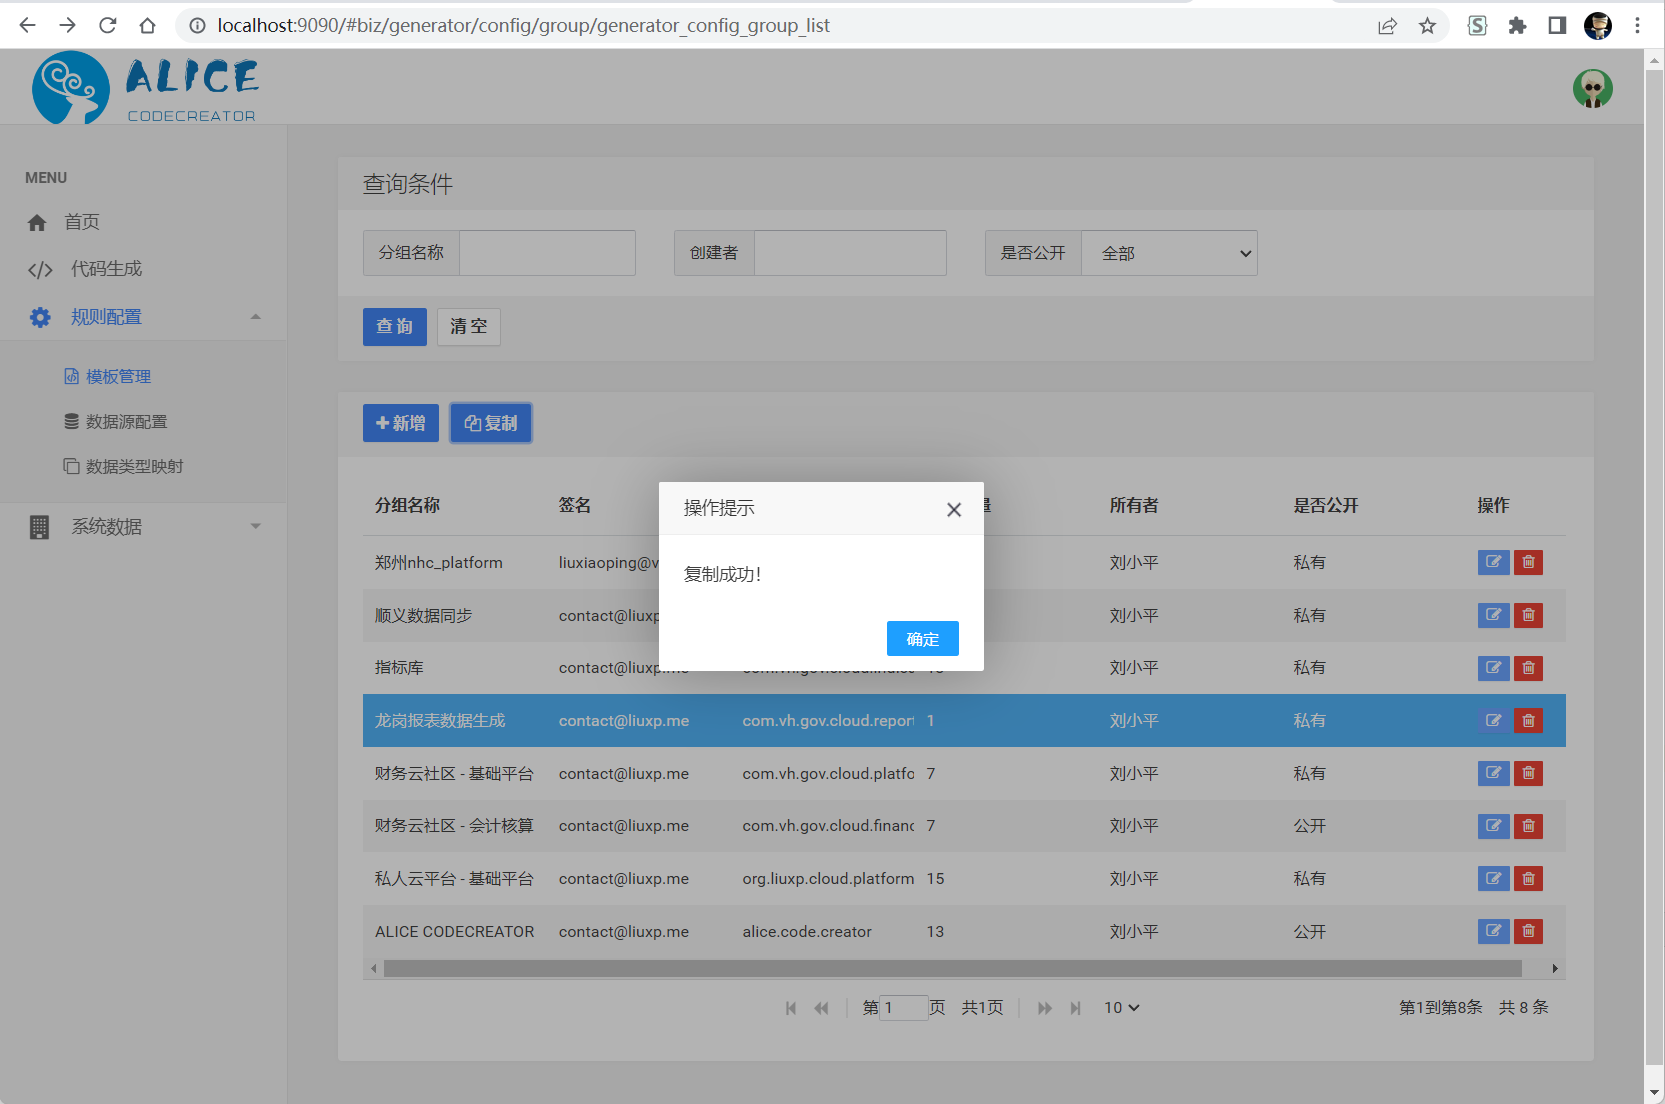 localhost:9090/#biz/generator/config/group/generator_config_group_list
ALICE
CODECREATOR
MENU
首页
代码生成
规则配置
模板管理
数据源配置
数据类型映射
系统数据
查询条件
分组名称
创建者
是否公开 全部
查 询 清 空
新增 复制
分组名称 签名 量 所有者 是否公开 操作
郑州nhc_platform liuxiaoping@v 刘小平 私有
顺义数据同步 contact@liuxp 刘小平 私有
指标库 contact@liuxp.me 刘小平 私有
龙岗报表数据生成 contact@liuxp.me com.vh.gov.cloud.report 1 刘小平 私有
财务云社区 - 基础平台 contact@liuxp.me com.vh.gov.cloud.platfo 7 刘小平 私有
财务云社区 - 会计核算 contact@liuxp.me com.vh.gov.cloud.financ 7 刘小平 公开
私人云平台 - 基础平台 contact@liuxp.me org.liuxp.cloud.platform 15 刘小平 私有
ALICE CODECREATOR contact@liuxp.me alice.code.creator 13 刘小平 公开
第 1 页 共1页 10 第1到第8条 共 8 条
操作提示
复制成功！
确定